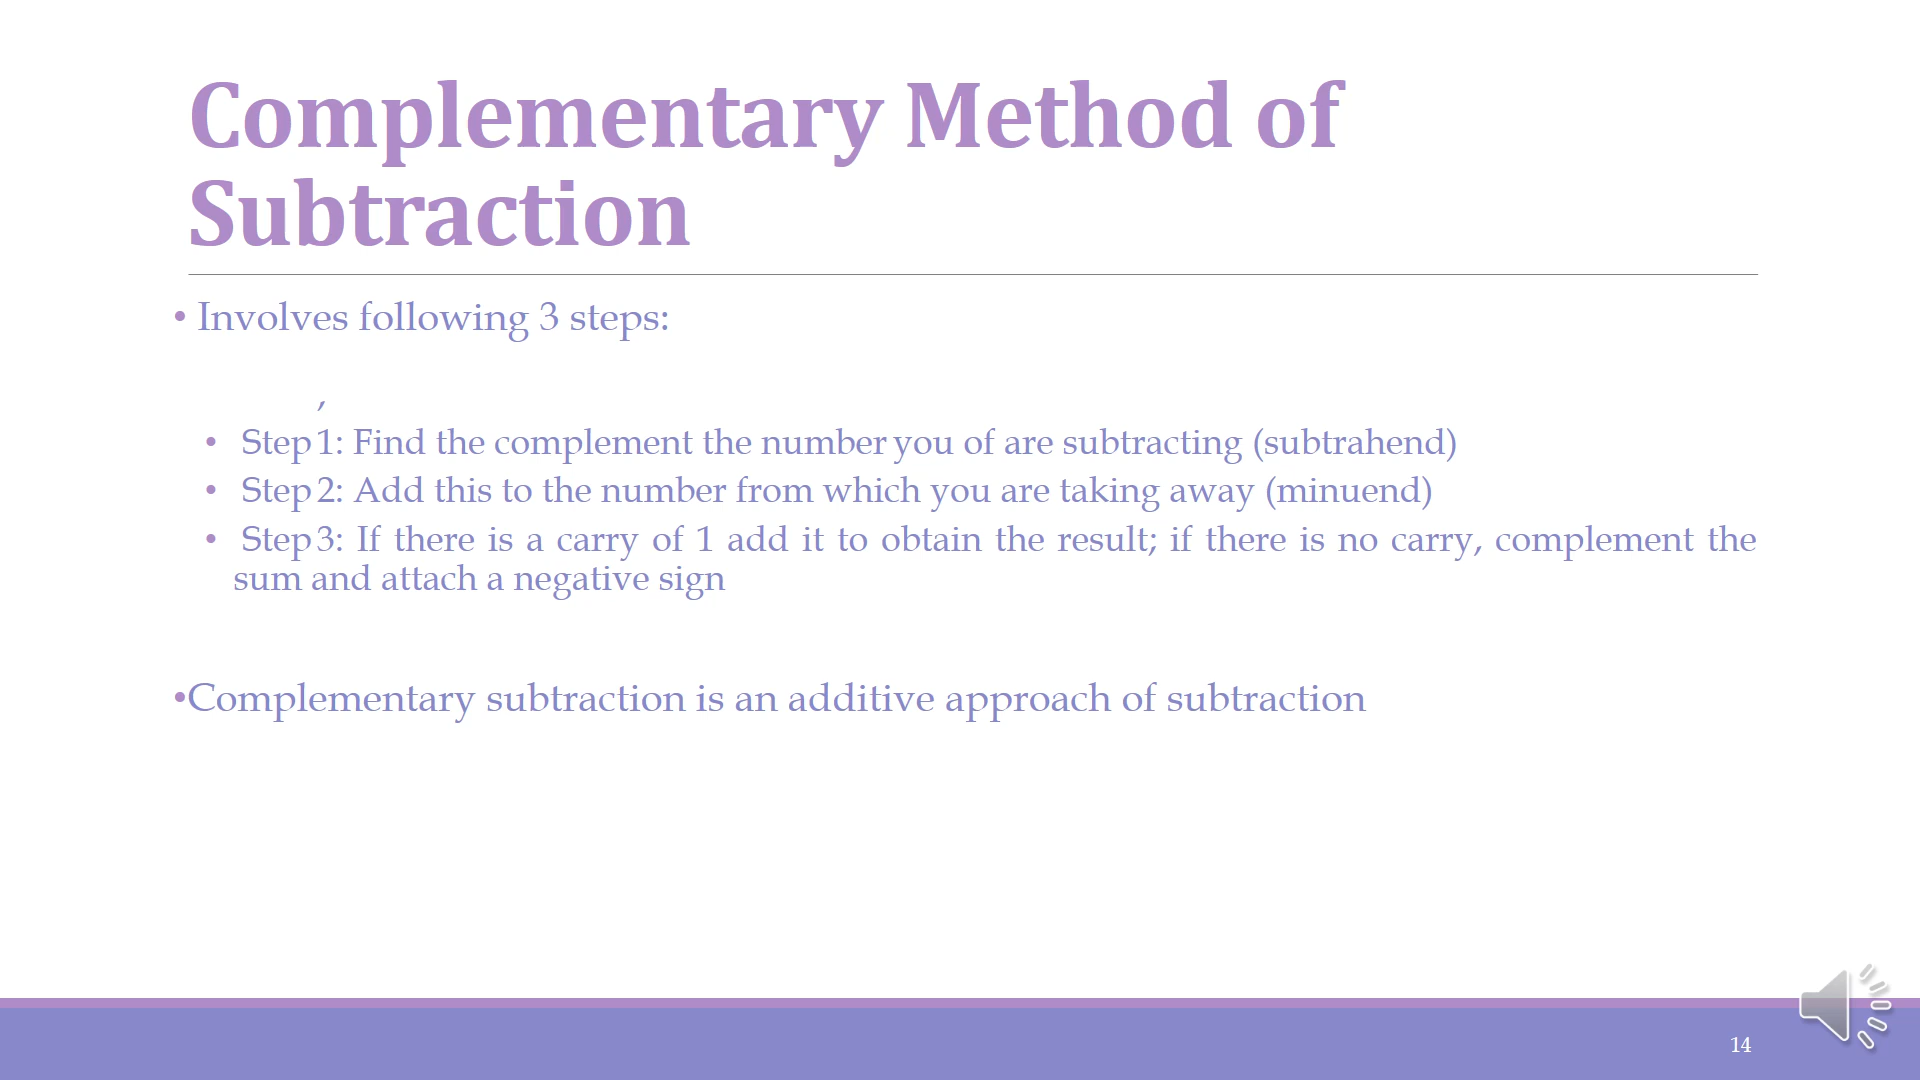 Complementary Method of
Subtraction
• Involves following 3 steps:
,
• Step 1: Find the complement the number you of are subtracting (subtrahend)
• Step 2: Add this to the number from which you are taking away (minuend)
• Step 3: If there is a carry of 1 add it to obtain the result; if there is no carry, complement the
sum and attach a negative sign
•Complementary subtraction is an additive approach of subtraction
14